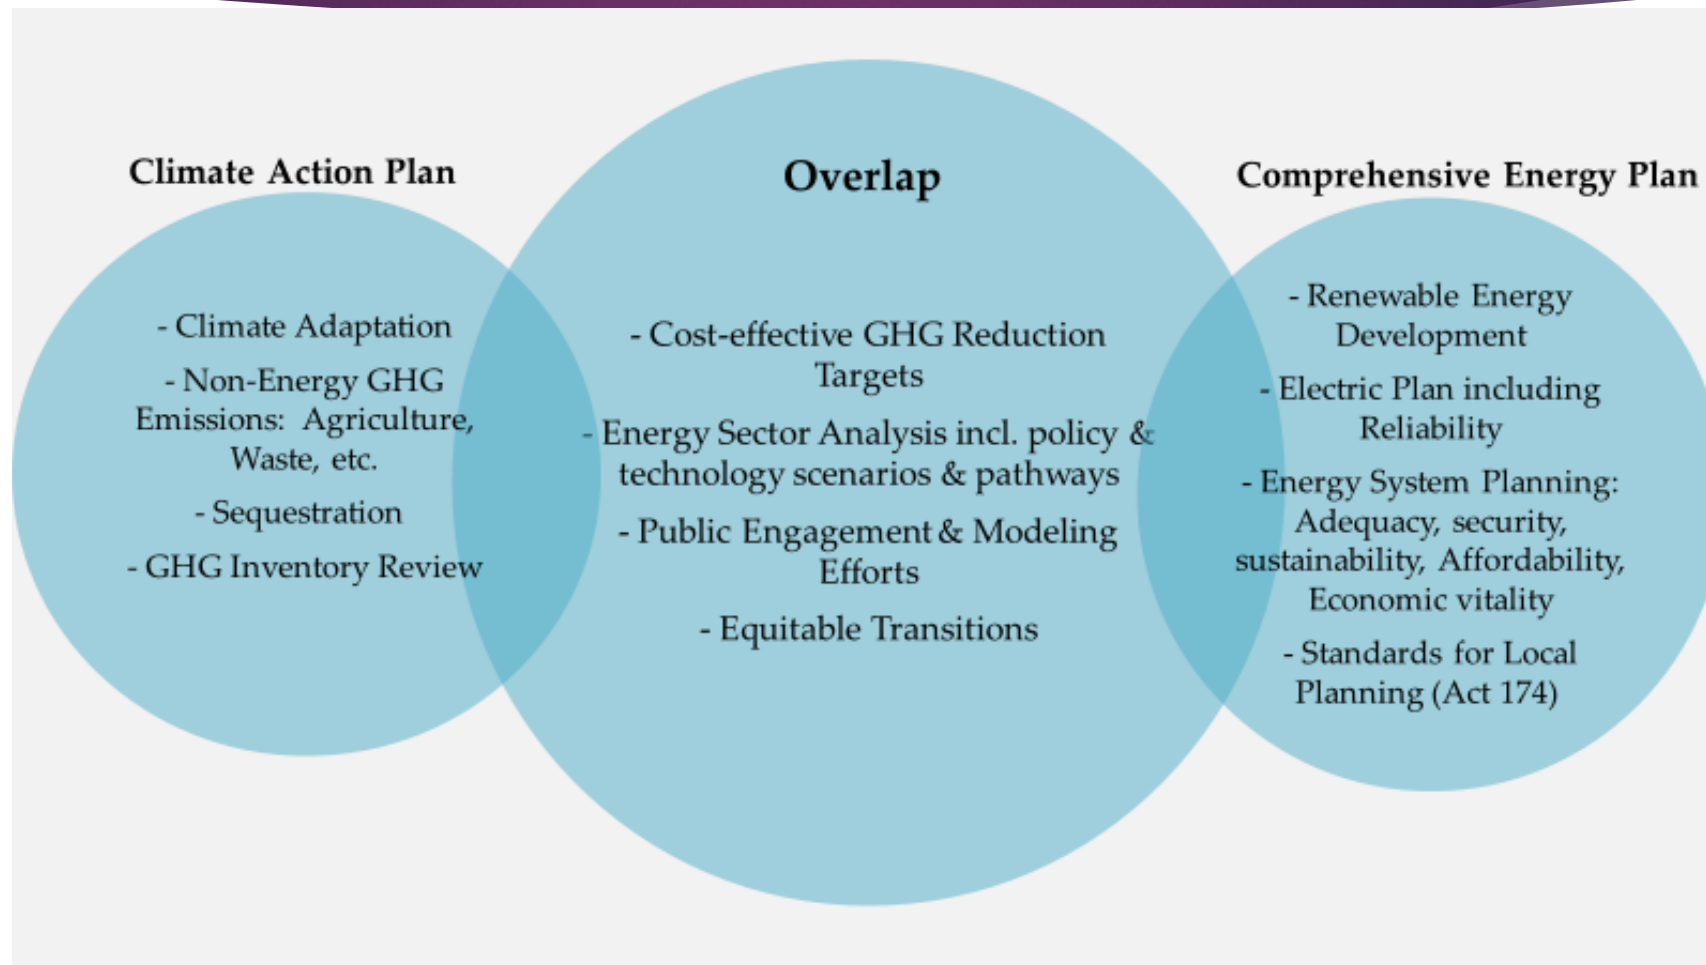 Climate Action Plan
- Climate Adaptation
- Non-Energy GHG
Emissions:  Agriculture,
Waste, etc.
- Sequestration
- GHG Inventory Review
Overlap
- Cost-effective GHG Reduction
Targets
- Energy Sector Analysis incl. policy &
technology scenarios & pathways
- Public Engagement & Modeling
Efforts
- Equitable Transitions
Comprehensive Energy Plan
- Renewable Energy
Development
- Electric Plan including
Reliability
- Energy System Planning:
Adequacy, security,
sustainability, Affordability,
Economic vitality
- Standards for Local
Planning (Act 174)